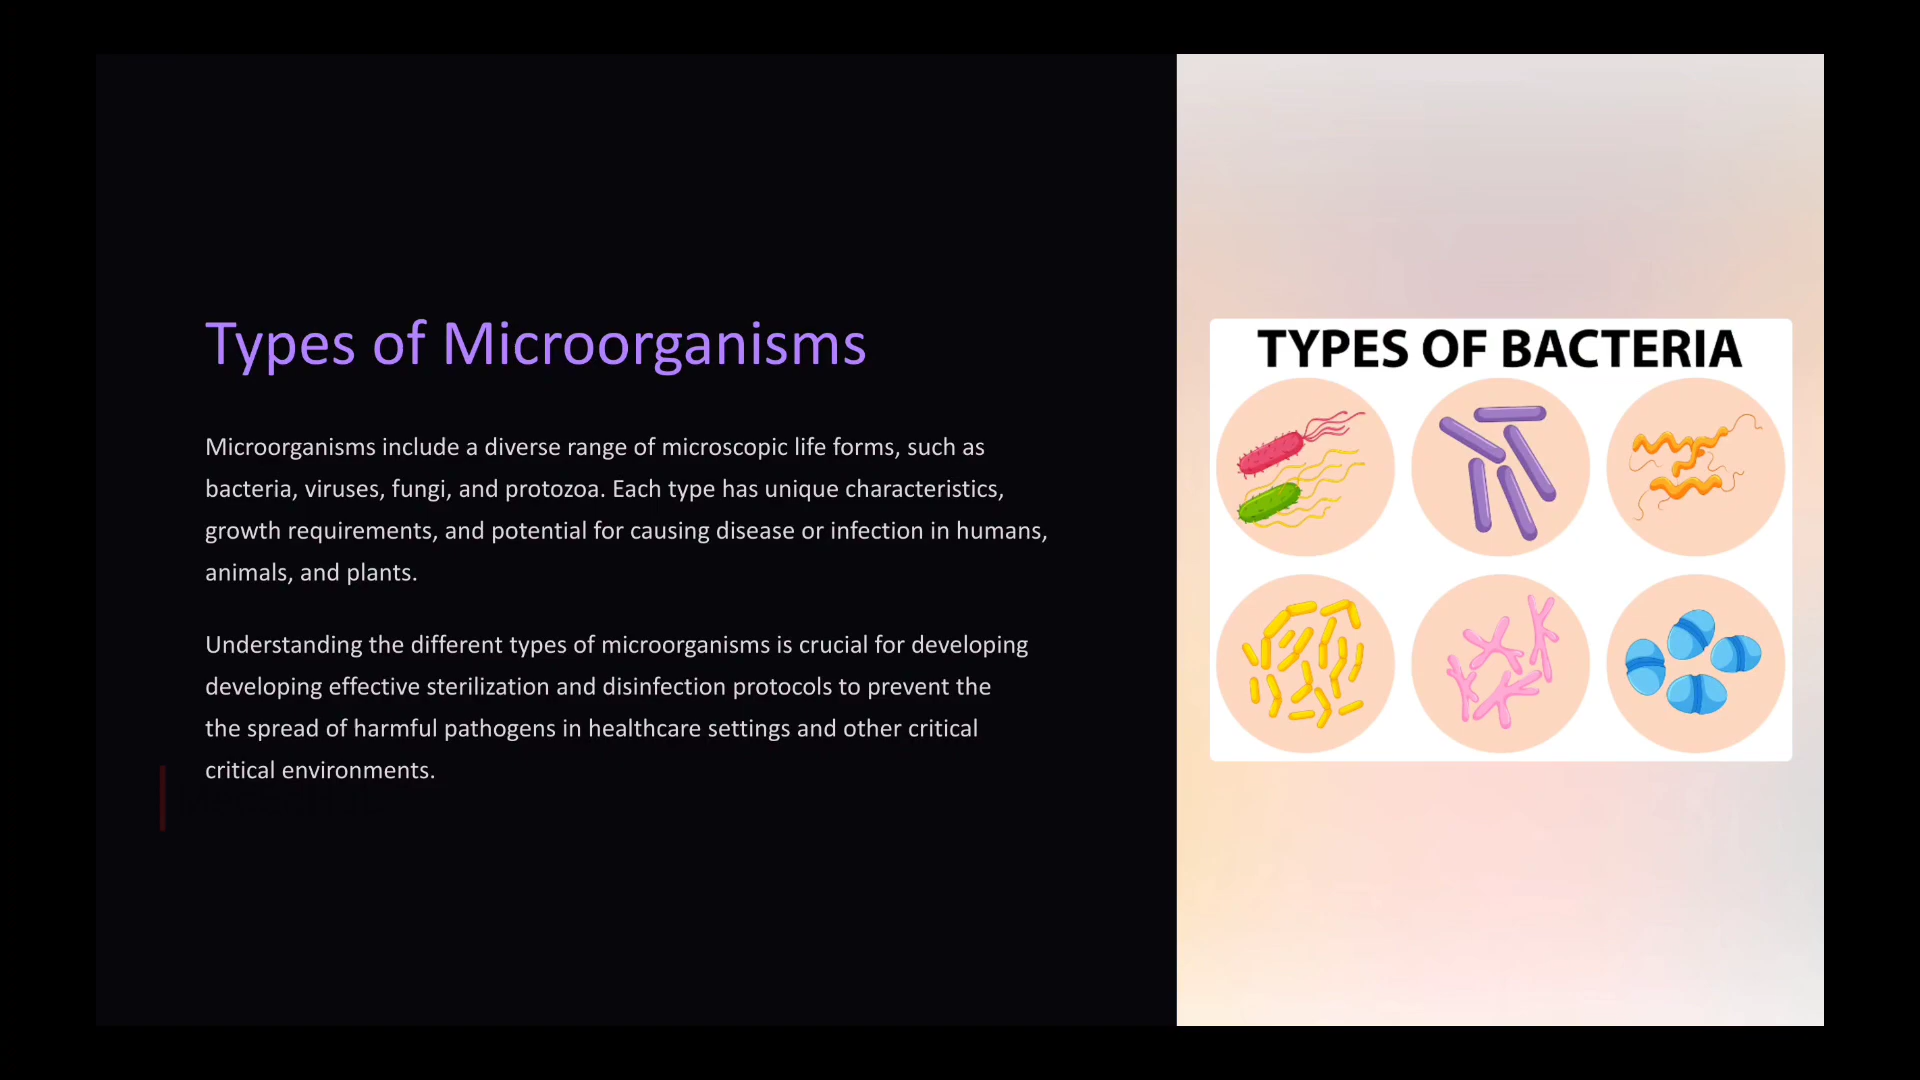 Types of Microorganisms
Microorganisms include a diverse range of microscopic life forms, such as
bacteria, viruses, fungi, and protozoa. Each type has unique characteristics,
growth requirements, and potential for causing disease or infection in humans,
animals, and plants.
Understanding the different types of microorganisms is crucial for developing
developing effective sterilization and disinfection protocols to prevent the
the spread of harmful pathogens in healthcare settings and other critical
critical environments.
TYPES OF BACTERIA